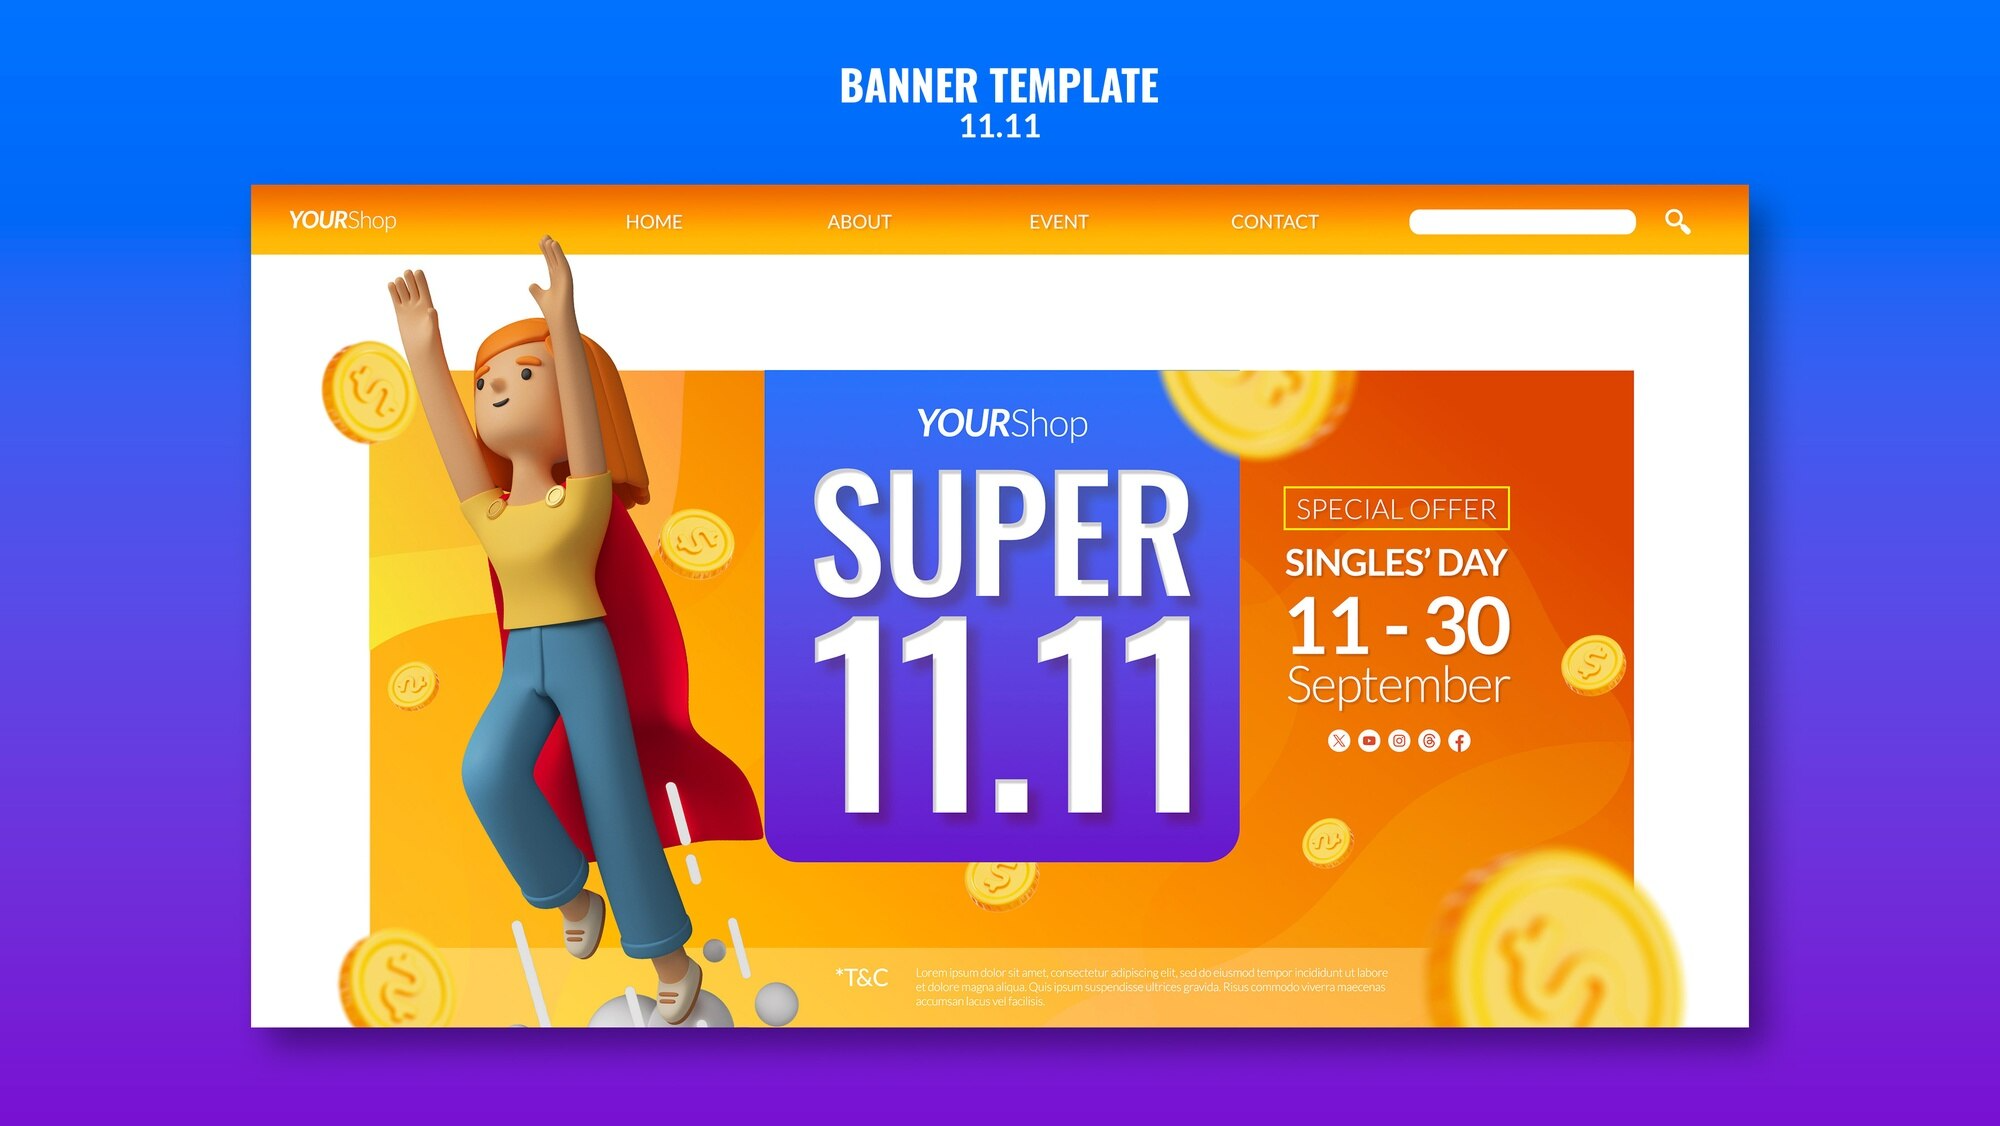 BANNER TEMPLATE
11.11
YOURShop
HOME
ABOUT
EVENT
CONTACT
YOURShop
SUPER
11.11
SPECIAL OFFER
SINGLES' DAY
11 - 30
September
*T&C
Lorem ipsum dolor sit amet, consectetur adipiscing elit, sed do eiusmod tempor incididunt ut labore
et dolore magna aliqua. Quis ipsum suspendisse ultrices gravida. Risus commodo viverra maecenas
accumsan lacus vel facilisis.